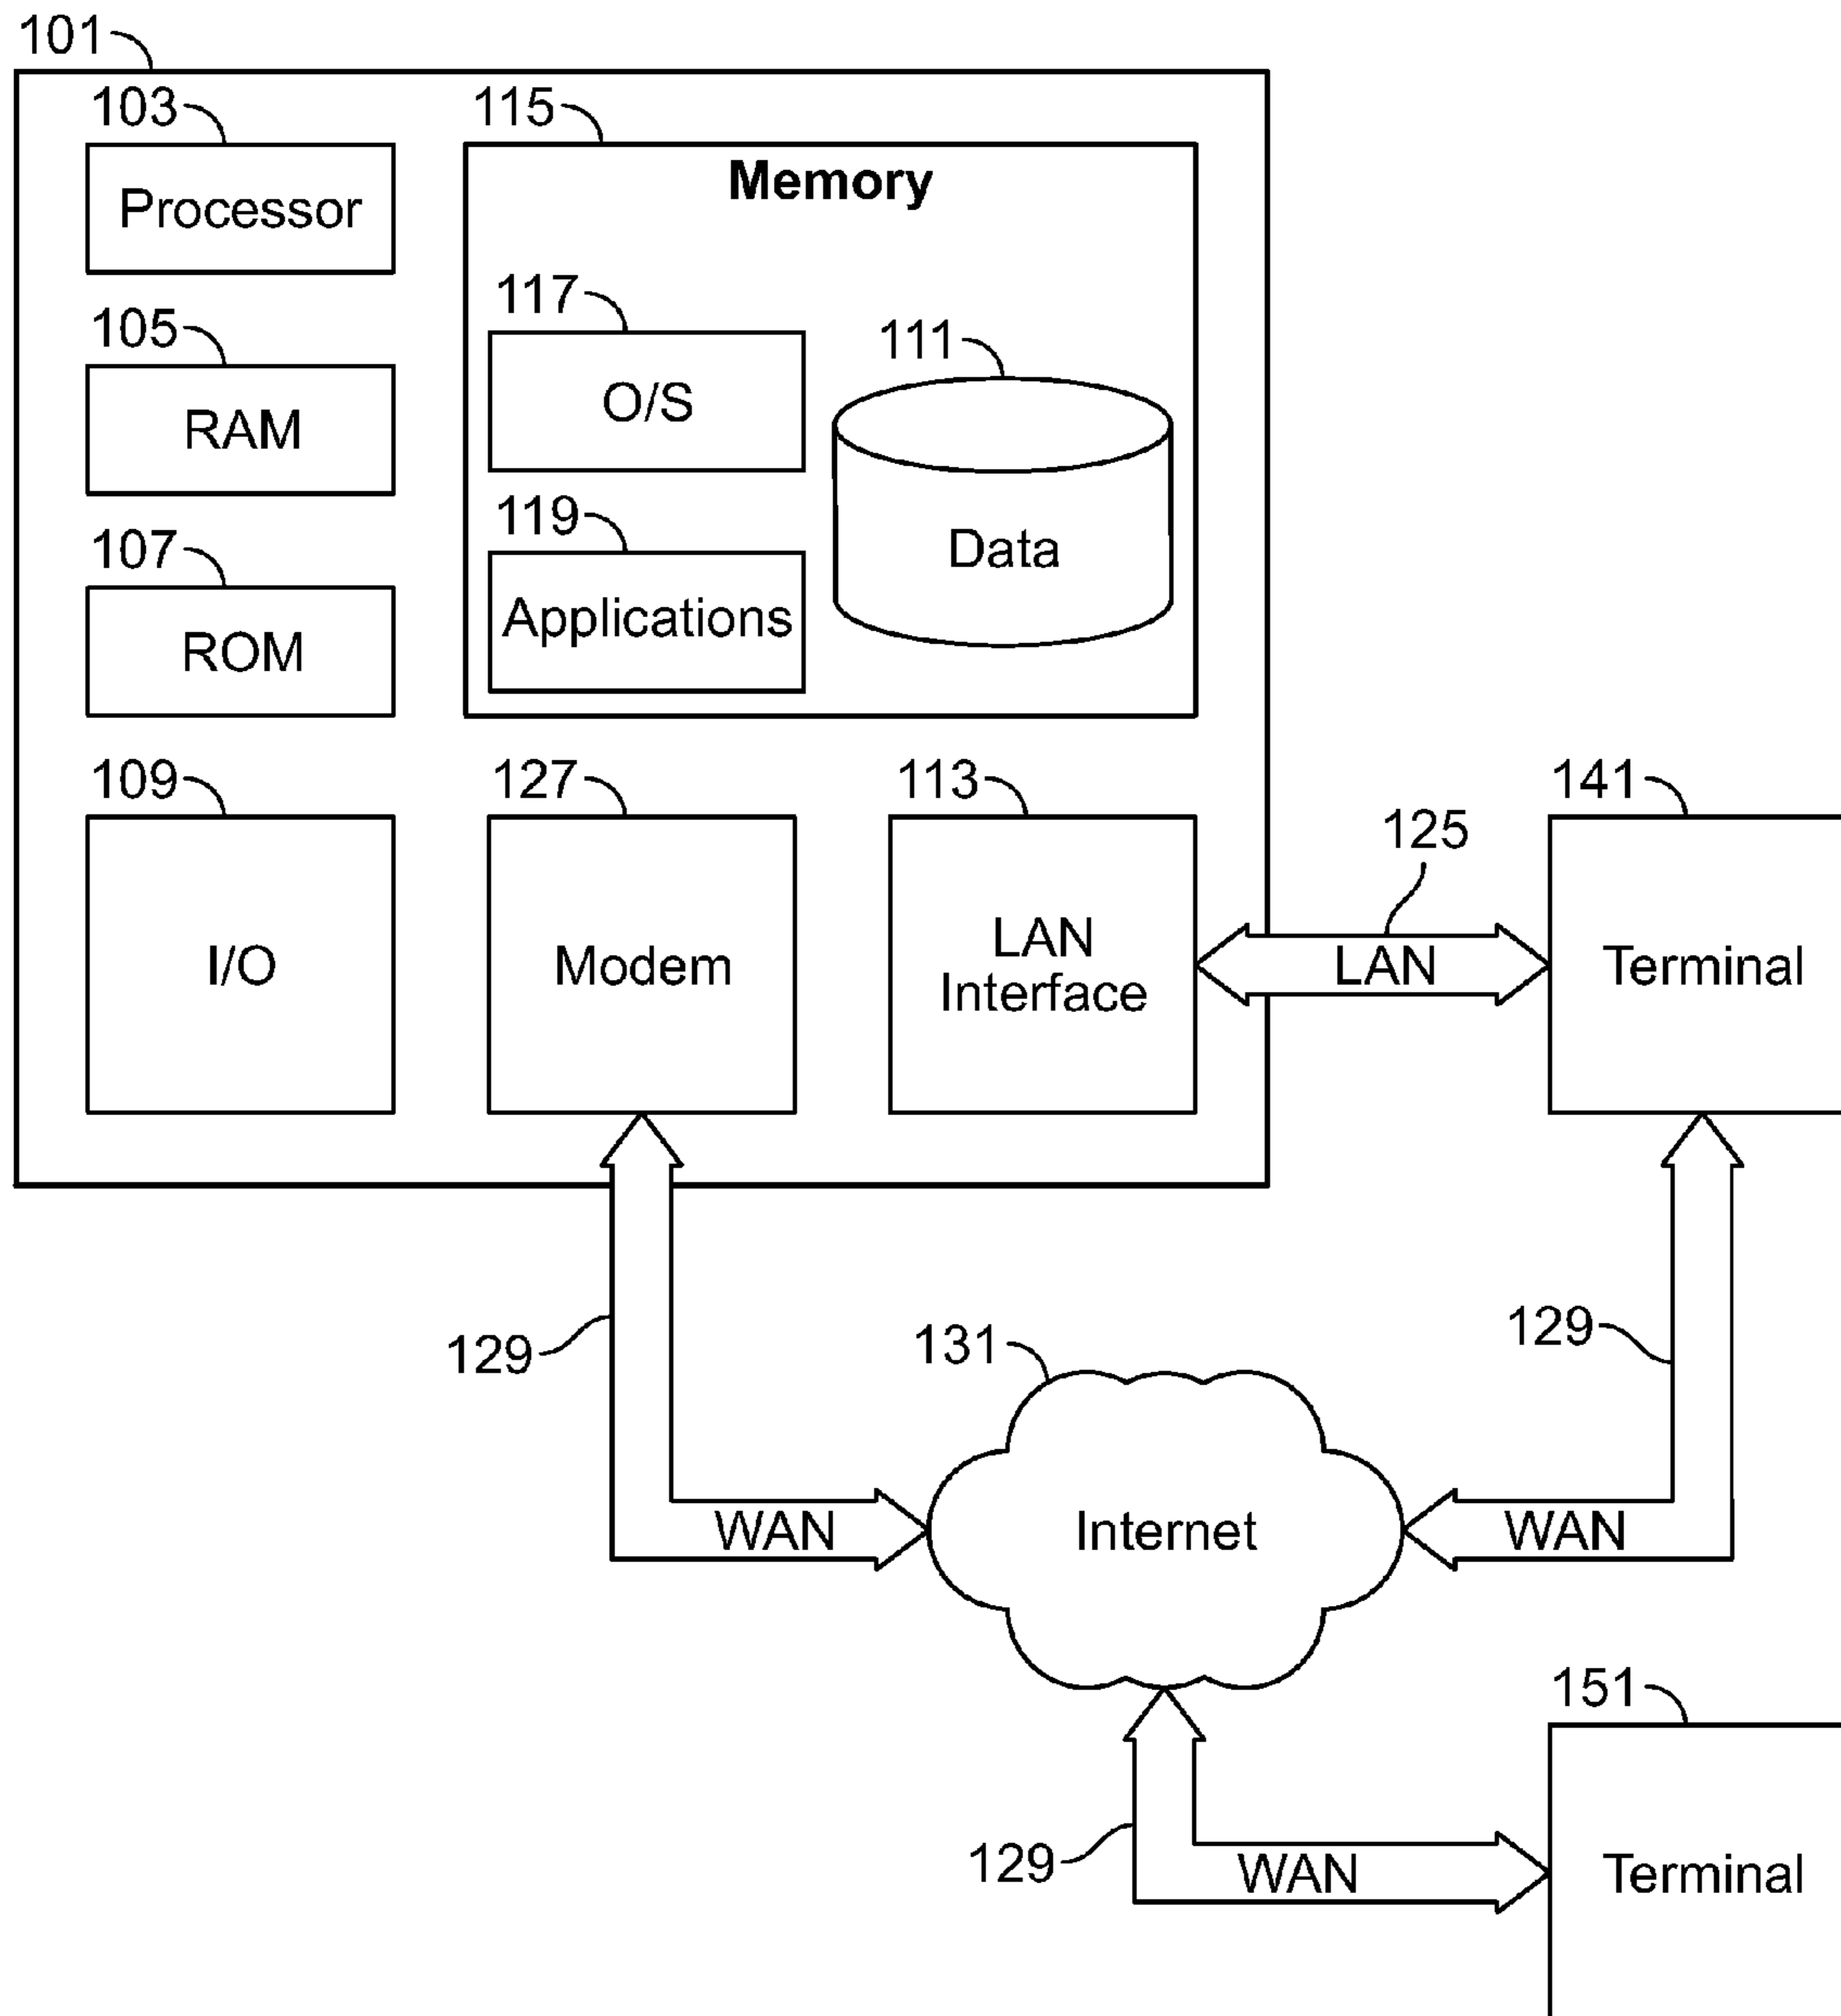 101
103
Processor
115
Memory
105
RAM
117
O/S
111
Data
107
ROM
119
Applications
109
I/O
127
Modem
113
LAN
Interface
125
LAN
141
Terminal
129
WAN
131
Internet
129
WAN
129
WAN
151
Terminal